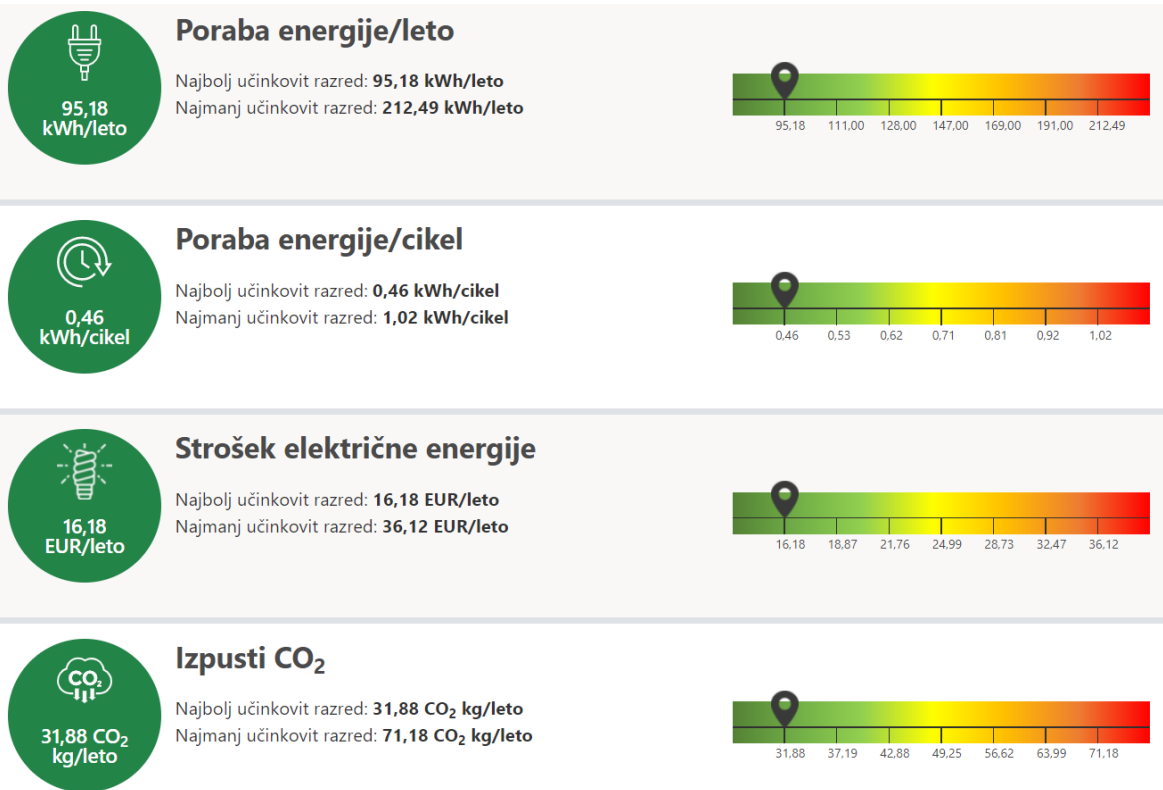 Poraba energije/leto
95,18
kWh/leto
Najbolj učinkovit razred: 95,18 kWh/leto
Najmanj učinkovit razred: 212,49 kWh/leto
95,18 111,00 128,00 147,00 169,00 191,00 212,49
Poraba energije/cikel
0,46
kWh/cikel
Najbolj učinkovit razred: 0,46 kWh/cikel
Najmanj učinkovit razred: 1,02 kWh/cikel
0,46 0,53 0,62 0,71 0,81 0,92 1,02
Strošek električne energije
16,18
EUR/leto
Najbolj učinkovit razred: 16,18 EUR/leto
Najmanj učinkovit razred: 36,12 EUR/leto
16,18 18,87 21,76 24,99 28,73 32,47 36,12
Izpusti CO₂
CO₂
31,88 CO₂
kg/leto
Najbolj učinkovit razred: 31,88 CO₂ kg/leto
Najmanj učinkovit razred: 71,18 CO₂ kg/leto
31,88 37,19 42,88 49,25 56,62 63,99 71,18